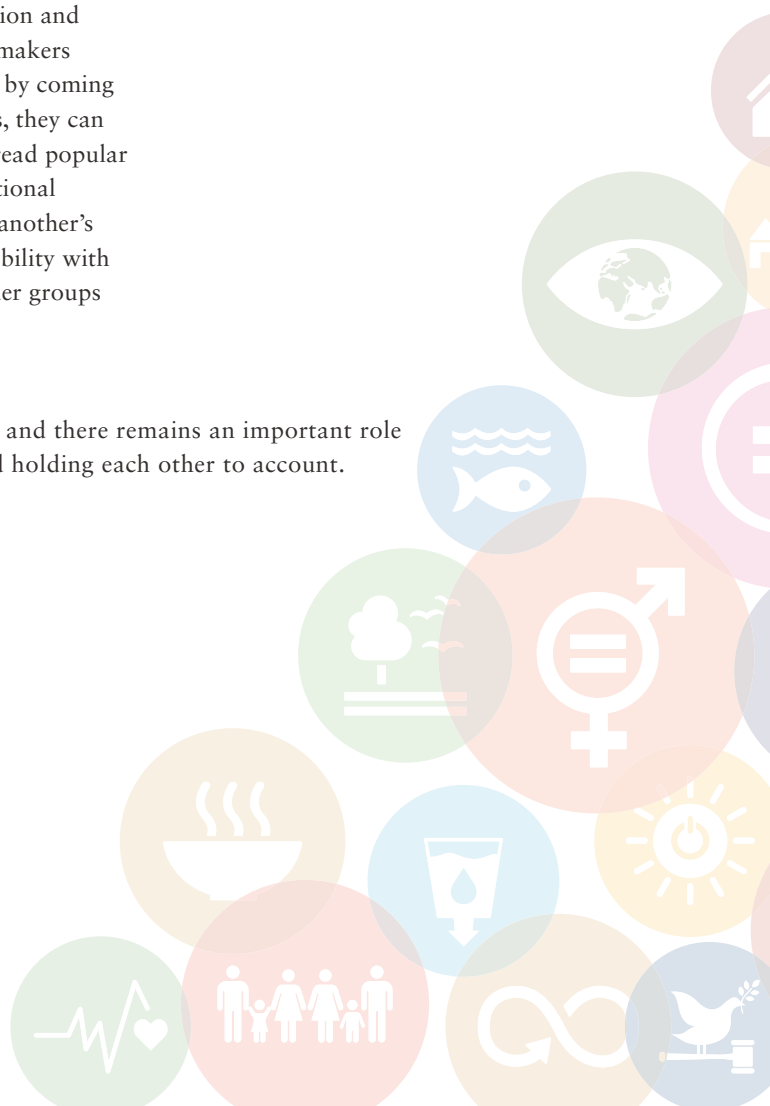 ion and
makers
by coming
s, they can
read popular
tional
another’s
bility with
er groups
and there remains an important role
d holding each other to account.